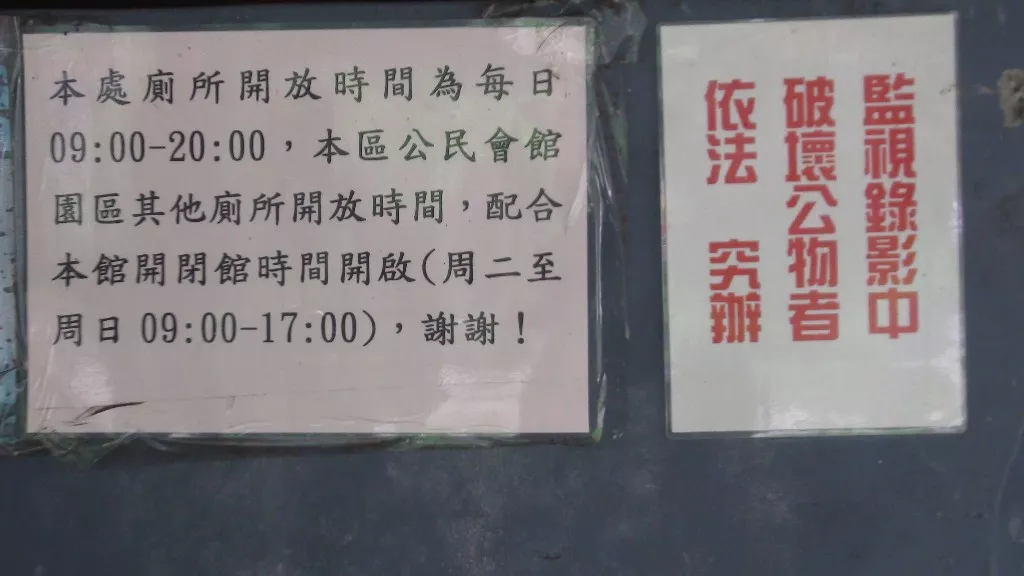 本處廁所開放時間為每日
09:00-20:00，本區公民會館
園區其他廁所開放時間，配合
本館開閉館時間開啟(周二至
周日 09:00-17:00)，謝謝！
監視錄影中
破壞公物者
依法 究辦